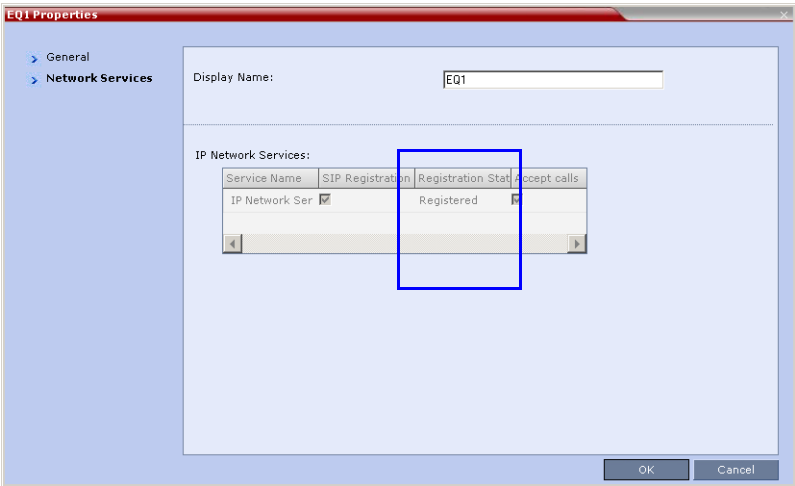 EQ1 Properties
General
Network Services
Display Name:
EQ1
IP Network Services:
Service Name SIP Registration Registration Stat Accept calls
IP Network Ser Registered
OK Cancel